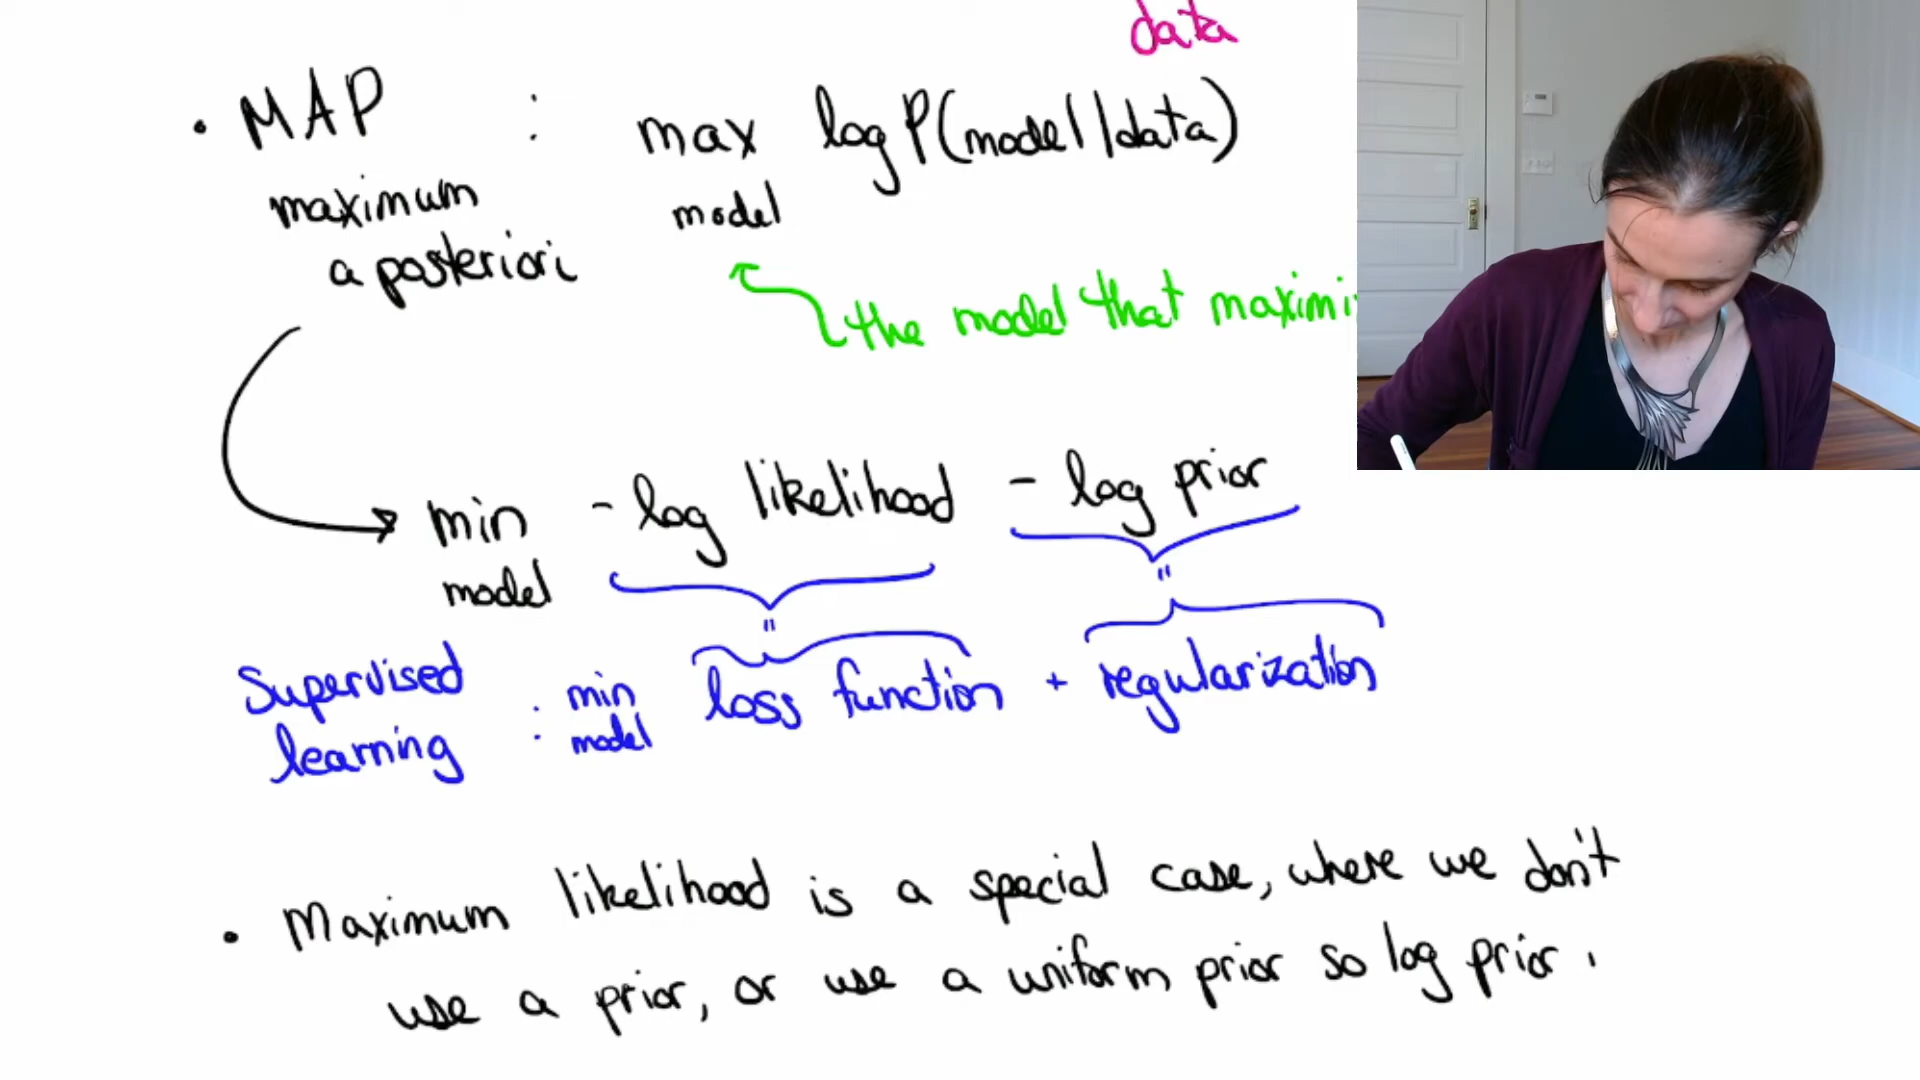 data
• MAP : max log P(model|data)
maximum model
a posteriori
the model that maximi
min - log likelihood - log prior
model
" "
Supervised : min loss function + regularization
learning model
• Maximum likelihood is a special case, where we don't
use a prior, or use a uniform prior so log prior